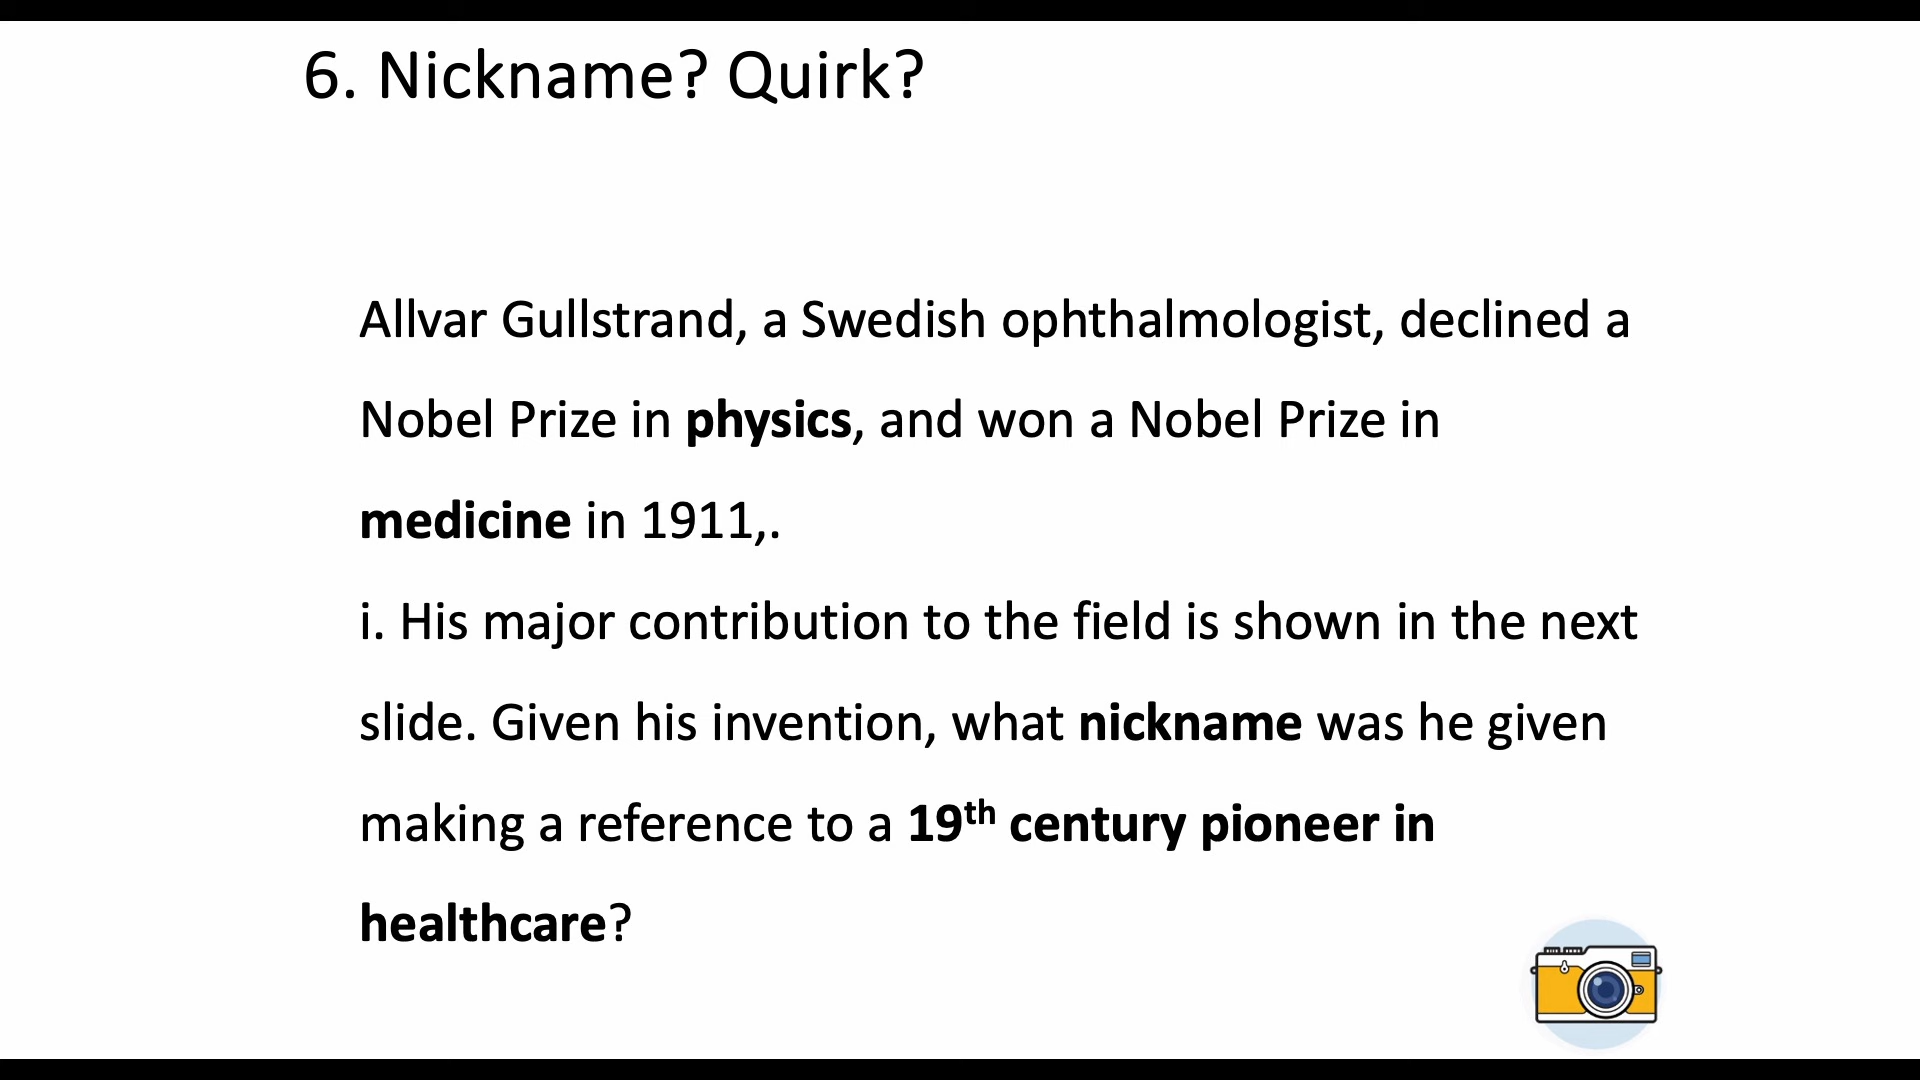 6. Nickname? Quirk?
Allvar Gullstrand, a Swedish ophthalmologist, declined a
Nobel Prize in physics, and won a Nobel Prize in
medicine in 1911,.
i. His major contribution to the field is shown in the next
slide. Given his invention, what nickname was he given
making a reference to a 19th century pioneer in
healthcare?